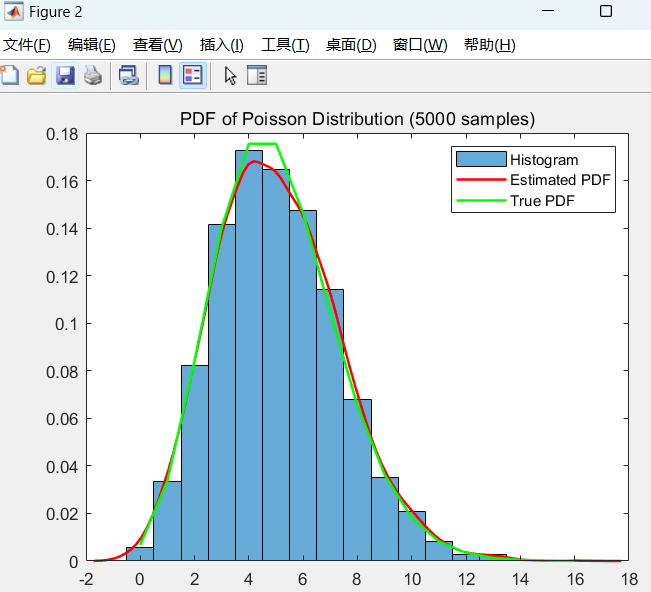 Figure 2
文件(F) 编辑(E) 查看(V) 插入(I) 工具(T) 桌面(D) 窗口(W) 帮助(H)
PDF of Poisson Distribution (5000 samples)
Histogram
Estimated PDF
True PDF
0.18
0.16
0.14
0.12
0.1
0.08
0.06
0.04
0.02
0
-2 0 2 4 6 8 10 12 14 16 18